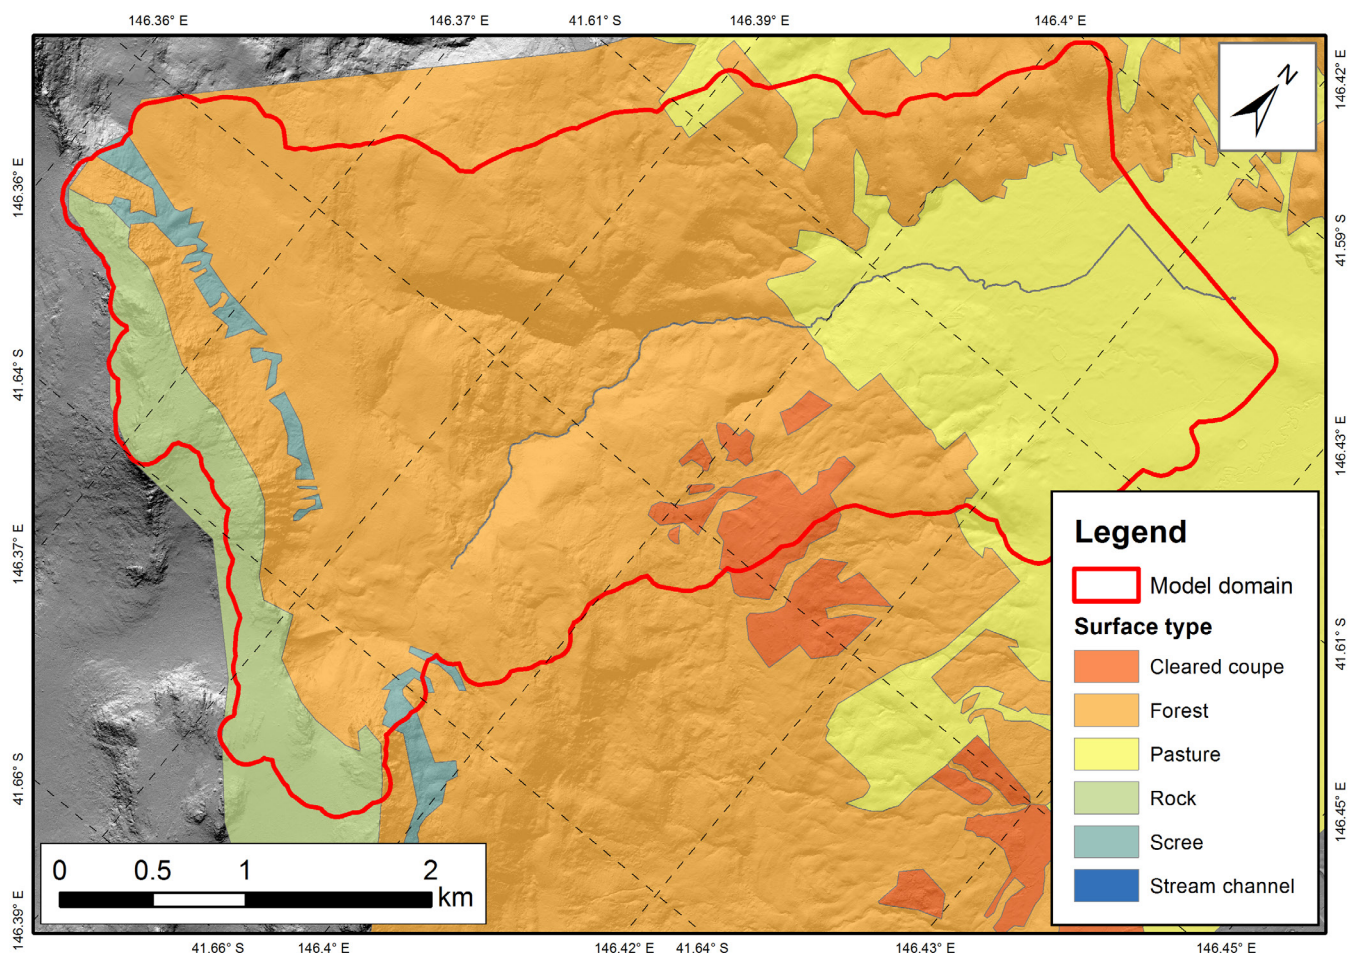 146.36° E
146.37° E
41.61° S
146.39° E
146.4° E
146.42° E
N
146.36° E
41.59° S
41.64° S
146.43° E
Legend
Model domain
Surface type
Cleared coupe
Forest
Pasture
Rock
Scree
Stream channel
146.37° E
41.61° S
41.66° S
146.45° E
0 0.5 1 2
km
146.39° E
41.66° S
146.4° E
146.42° E
41.64° S
146.43° E
146.45° E